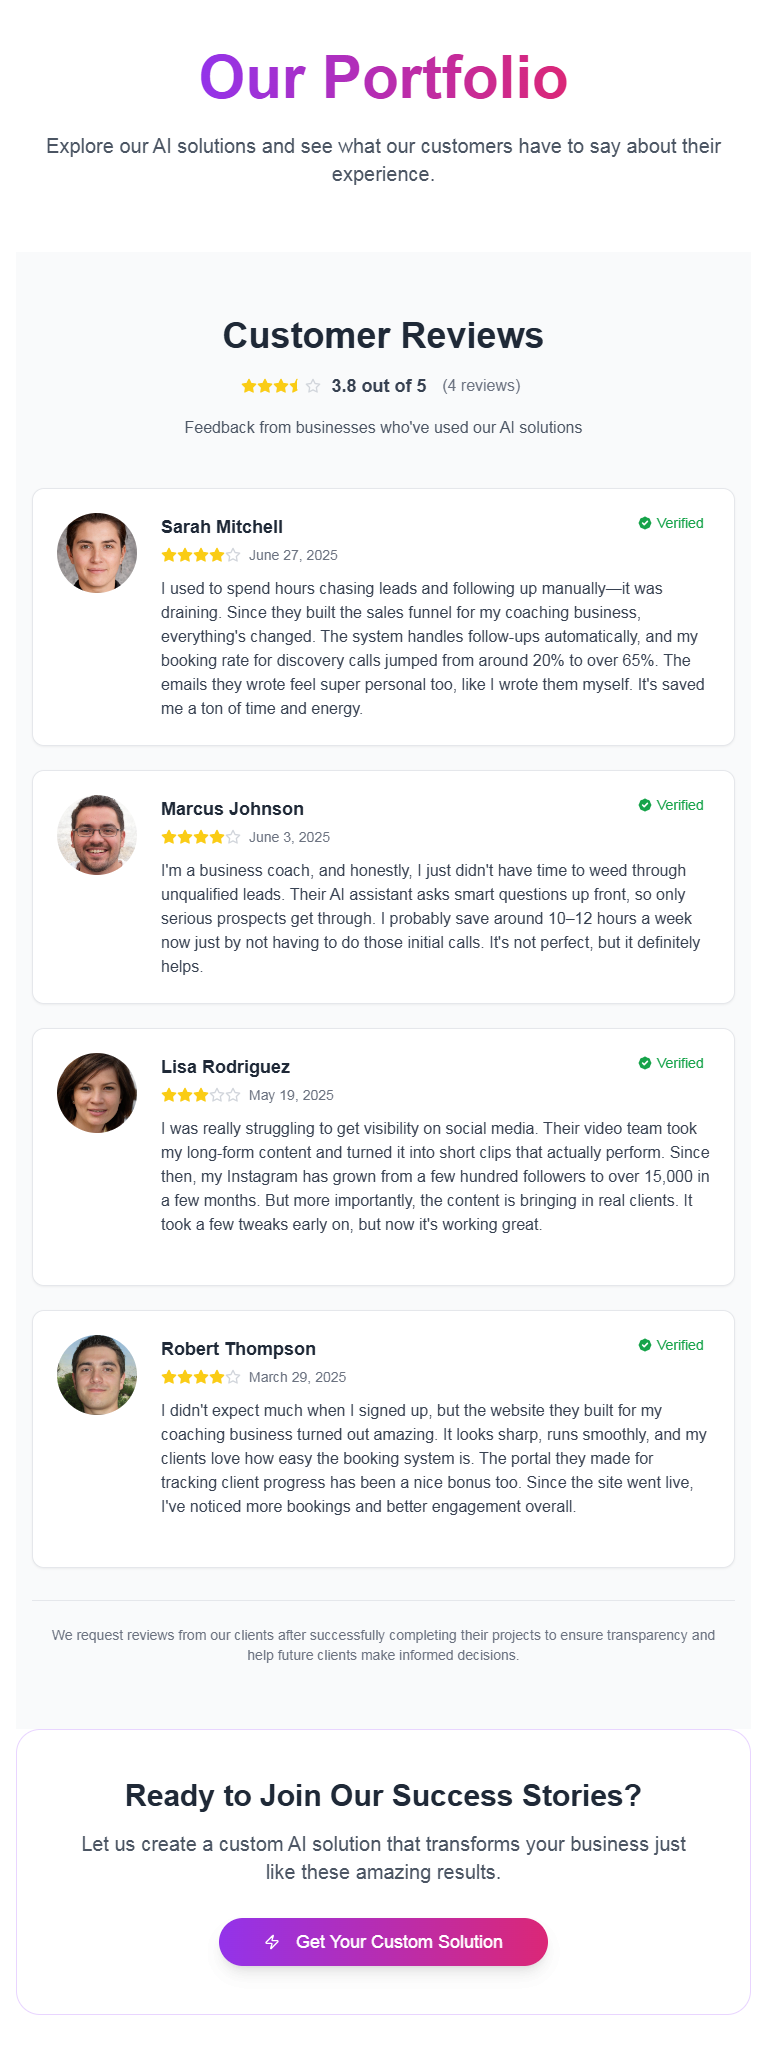 Our Portfolio
Explore our AI solutions and see what our customers have to say about their
experience.
Customer Reviews
3.8 out of 5 (4 reviews)
Feedback from businesses who've used our AI solutions
Sarah Mitchell
Verified
June 27, 2025
I used to spend hours chasing leads and following up manually—it was
draining. Since they built the sales funnel for my coaching business,
everything's changed. The system handles follow-ups automatically, and my
booking rate for discovery calls jumped from around 20% to over 65%. The
emails they wrote feel super personal too, like I wrote them myself. It's saved
me a ton of time and energy.
Marcus Johnson
Verified
June 3, 2025
I'm a business coach, and honestly, I just didn't have time to weed through
unqualified leads. Their AI assistant asks smart questions up front, so only
serious prospects get through. I probably save around 10–12 hours a week
now just by not having to do those initial calls. It's not perfect, but it definitely
helps.
Lisa Rodriguez
Verified
May 19, 2025
I was really struggling to get visibility on social media. Their video team took
my long-form content and turned it into short clips that actually perform. Since
then, my Instagram has grown from a few hundred followers to over 15,000 in
a few months. But more importantly, the content is bringing in real clients. It
took a few tweaks early on, but now it's working great.
Robert Thompson
Verified
March 29, 2025
I didn't expect much when I signed up, but the website they built for my
coaching business turned out amazing. It looks sharp, runs smoothly, and my
clients love how easy the booking system is. The portal they made for
tracking client progress has been a nice bonus too. Since the site went live,
I've noticed more bookings and better engagement overall.
We request reviews from our clients after successfully completing their projects to ensure transparency and
help future clients make informed decisions.
Ready to Join Our Success Stories?
Let us create a custom AI solution that transforms your business just
like these amazing results.
Get Your Custom Solution